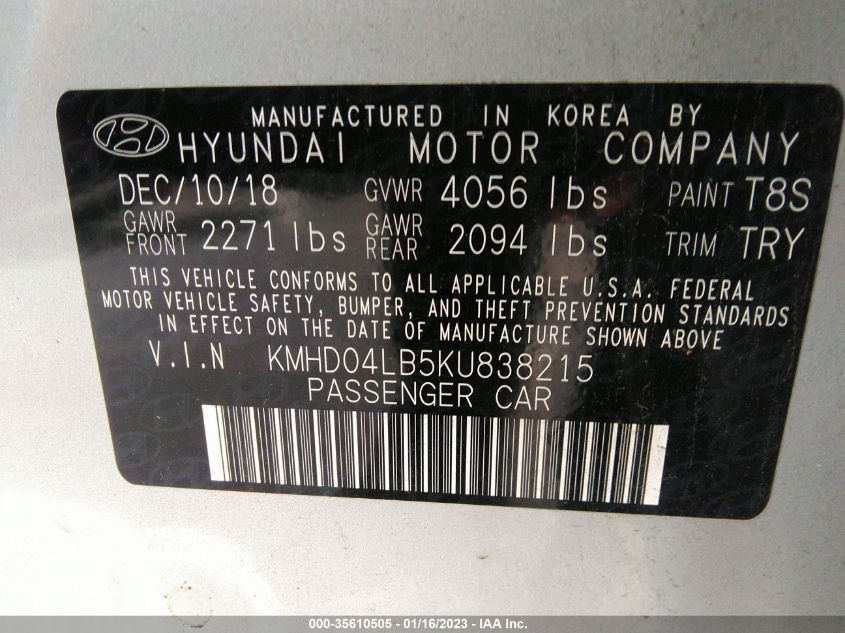 MANUFACTURED IN KOREA BY
HYUNDAI MOTOR COMPANY
DEC/10/18 GVWR 4056 lbs PAINT T8S
GAWR FRONT 2271 lbs GAWR REAR 2094 lbs TRIM TRY
THIS VEHICLE CONFORMS TO ALL APPLICABLE U.S.A. FEDERAL
MOTOR VEHICLE SAFETY, BUMPER, AND THEFT PREVENTION STANDARDS
IN EFFECT ON THE DATE OF MANUFACTURE SHOWN ABOVE
V.I.N KMHD04LB5KU838215
PASSENGER CAR
000-35610505 - 01/16/2023 - IAA Inc.